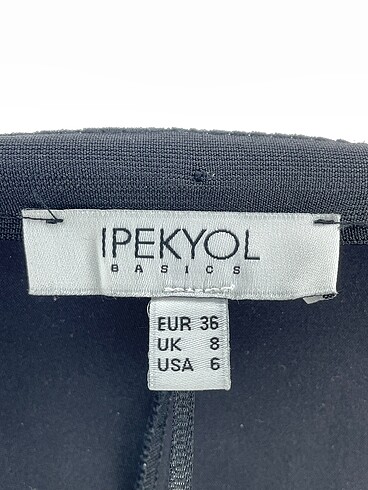 IPEKYOL
BASICS
EUR 36
UK 8
USA 6